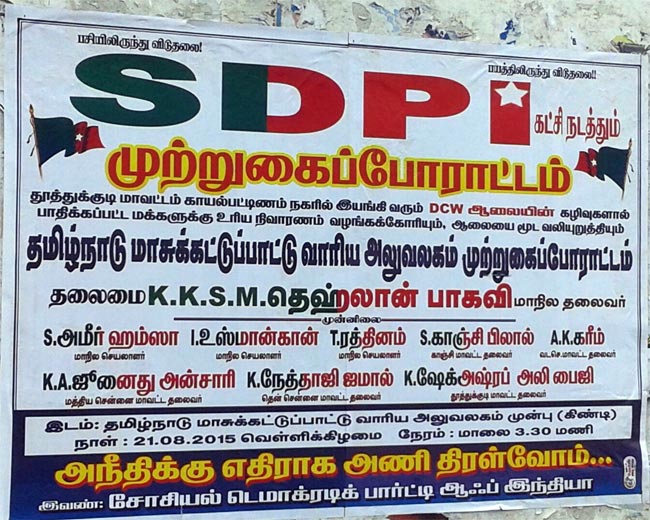 பசியிலிருந்து விடுதலை!
பயத்திலிருந்து விடுதலை!!
SDPI கட்சி நடத்தும்
முற்றுகைப்போராட்டம்
தூத்துக்குடி மாவட்டம் காயல்பட்டிணம் நகரில் இயங்கி வரும் DCW ஆலையின் கழிவுகளால்
பாதிக்கப்பட்ட மக்களுக்கு உரிய நிவாரணம் வழங்கக்கோரியும், ஆலையை மூட வலியுறுத்தியும்
தமிழ்நாடு மாசுக்கட்டுப்பாட்டு வாரிய அலுவலகம் முற்றுகைப்போராட்டம்
தலைமை K.K.S.M.தெஹ்லான் பாகவி மாநில தலைவர்
முன்னிலை
S.அமீர் ஹம்ஸா I.உஸ்மான்கான் T.ரத்தினம் S.காஞ்சி பிலால் A.K.கரீம்
மாநில செயலாளர் மாநில செயலாளர் மாநில செயலாளர் காஞ்சி மாவட்ட தலைவர் வடசென்னை மாவட்ட தலைவர்
K.A.ஜுனைது அன்சாரி K.நேத்தாஜி ஜமால் K.ஷேக்அஷ்ரப் அலி பைஜி
மத்திய சென்னை மாவட்ட தலைவர் தென் சென்னை மாவட்ட தலைவர் தூத்துக்குடி மாவட்ட தலைவர்
இடம்: தமிழ்நாடு மாசுக்கட்டுப்பாட்டு வாரிய அலுவலகம் முன்பு (கிண்டி)
நாள் : 21.08.2015 வெள்ளிக்கிழமை நேரம் : மாலை 3.30 மணி
அநீதிக்கு எதிராக அணி திரள்வோம்...
இவண்: சோசியல் டெமாக்ரடிக் பார்ட்டி ஆஃப் இந்தியா